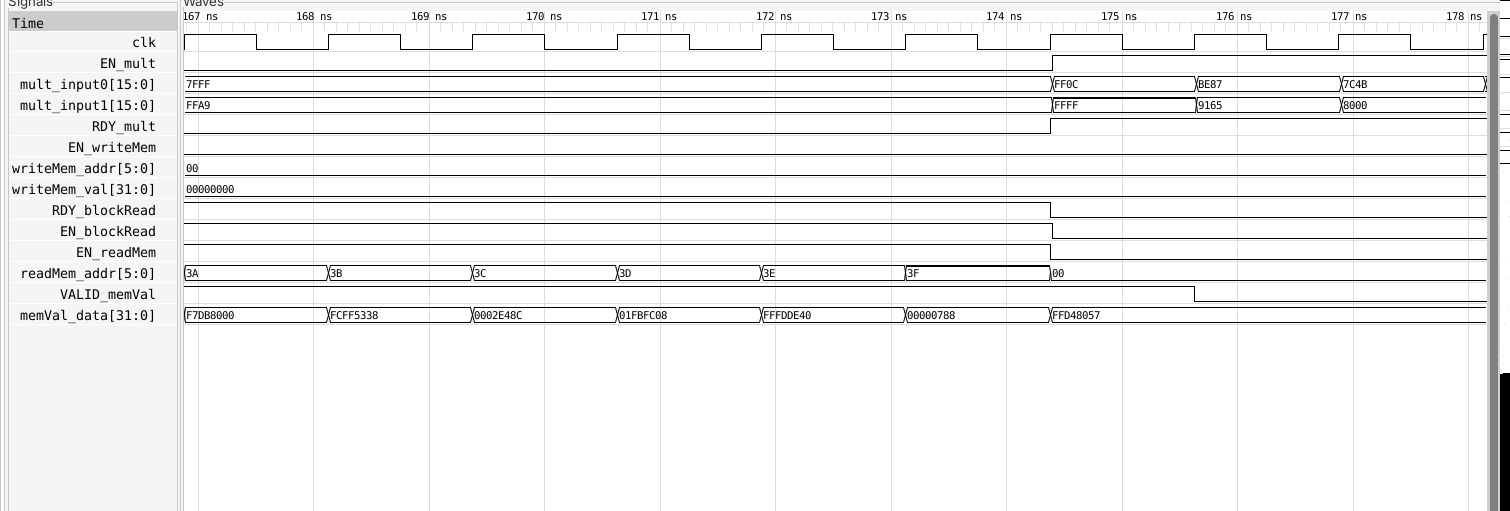 Signals
Waves
Time
167 ns 168 ns 169 ns 170 ns 171 ns 172 ns 173 ns 174 ns 175 ns 176 ns 177 ns 178 ns
clk
EN_mult
mult_input0[15:0] 7FFF FF0C BE87 7C4B
mult_input1[15:0] FFA9 FFFF 9165 8000
RDY_mult
EN_writeMem
writeMem_addr[5:0] 00
writeMem_val[31:0] 00000000
RDY_blockRead
EN_blockRead
EN_readMem
readMem_addr[5:0] 3A 3B 3C 3D 3E 3F 00
VALID_memVal
memVal_data[31:0] F7DB8000 FCFF5338 0002E48C 01FBFC08 FFFDDE40 00000788 FFD48057